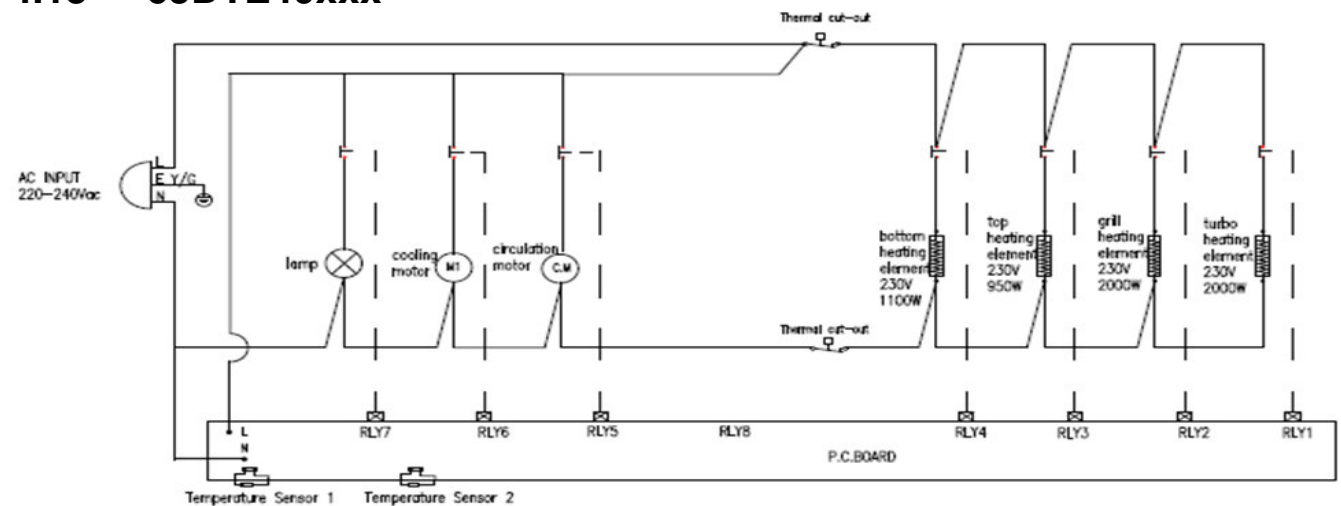 Thermal cut-out
L
AC INPUT
220-240Vac
E Y/G
N
lamp
cooling
motor
M1
circulation
motor
C.M
bottom
heating
element
230V
1100W
top
heating
element
230V
950W
grill
heating
element
230V
2000W
turbo
heating
element
230V
2000W
Thermal cut-out
L
N
RLY7
RLY6
RLY5
RLY8
RLY4
RLY3
RLY2
RLY1
P.C.BOARD
Temperature Sensor 1
Temperature Sensor 2